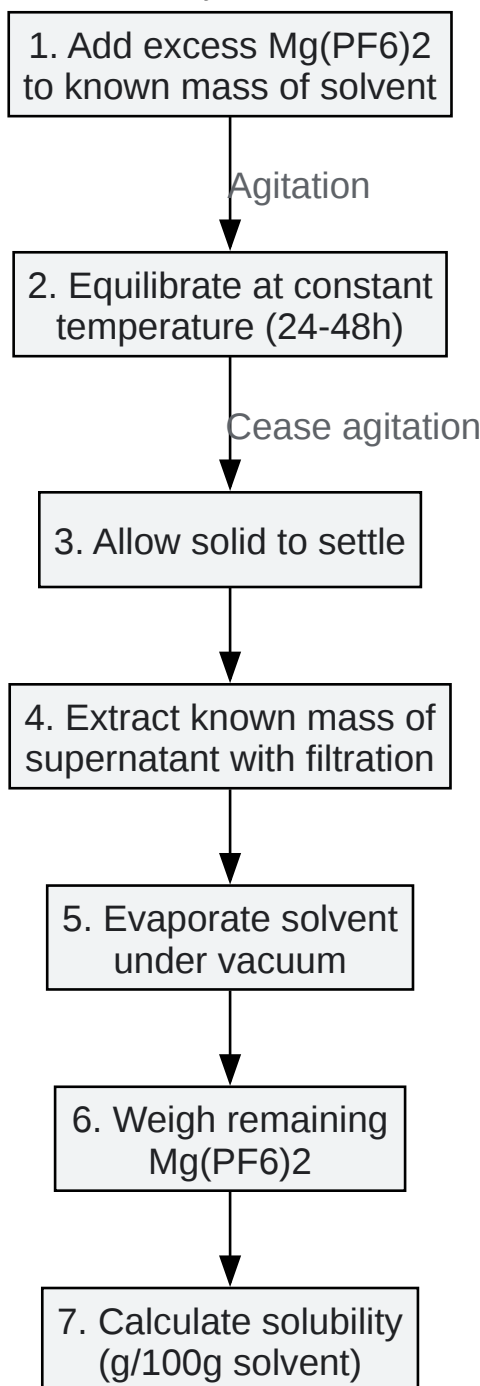 1. Add excess Mg(PF6)2
to known mass of solvent
Agitation
2. Equilibrate at constant
temperature (24-48h)
Cease agitation
3. Allow solid to settle
4. Extract known mass of
supernatant with filtration
5. Evaporate solvent
under vacuum
6. Weigh remaining
Mg(PF6)2
7. Calculate solubility
(g/100g solvent)